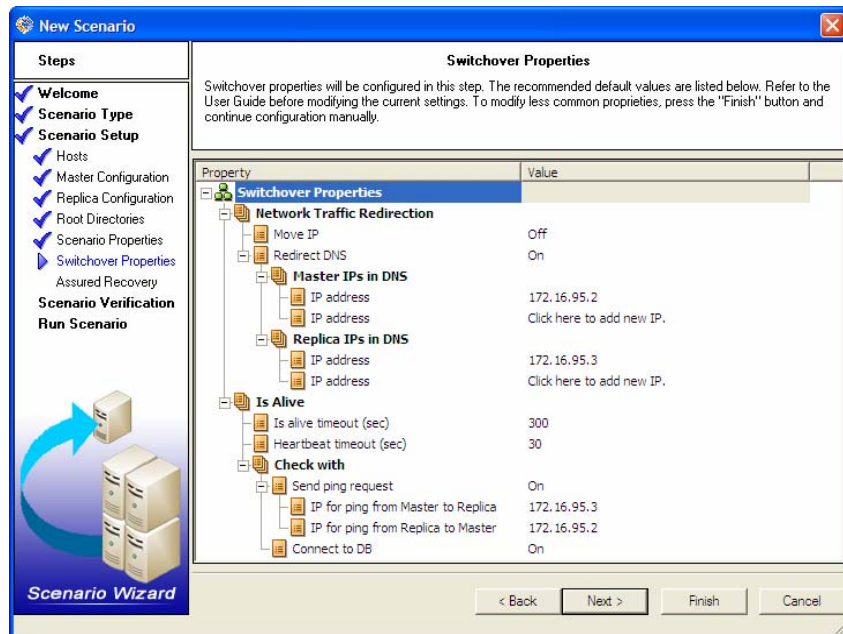 New Scenario
Steps
Welcome
Scenario Type
Scenario Setup
Hosts
Master Configuration
Replica Configuration
Root Directories
Scenario Properties
Switchover Properties
Assured Recovery
Scenario Verification
Run Scenario
Scenario Wizard
Switchover Properties
Switchover properties will be configured in this step. The recommended default values are listed below. Refer to the
User Guide before modifying the current settings. To modify less common proprieties, press the "Finish" button and
continue configuration manually.
Property Value
Switchover Properties
Network Traffic Redirection
Move IP Off
Redirect DNS On
Master IPs in DNS
IP address 172.16.95.2
IP address Click here to add new IP.
Replica IPs in DNS
IP address 172.16.95.3
IP address Click here to add new IP.
Is Alive
Is alive timeout (sec) 300
Heartbeat timeout (sec) 30
Check with
Send ping request On
IP for ping from Master to Replica 172.16.95.3
IP for ping from Replica to Master 172.16.95.2
Connect to DB On
< Back Next > Finish Cancel